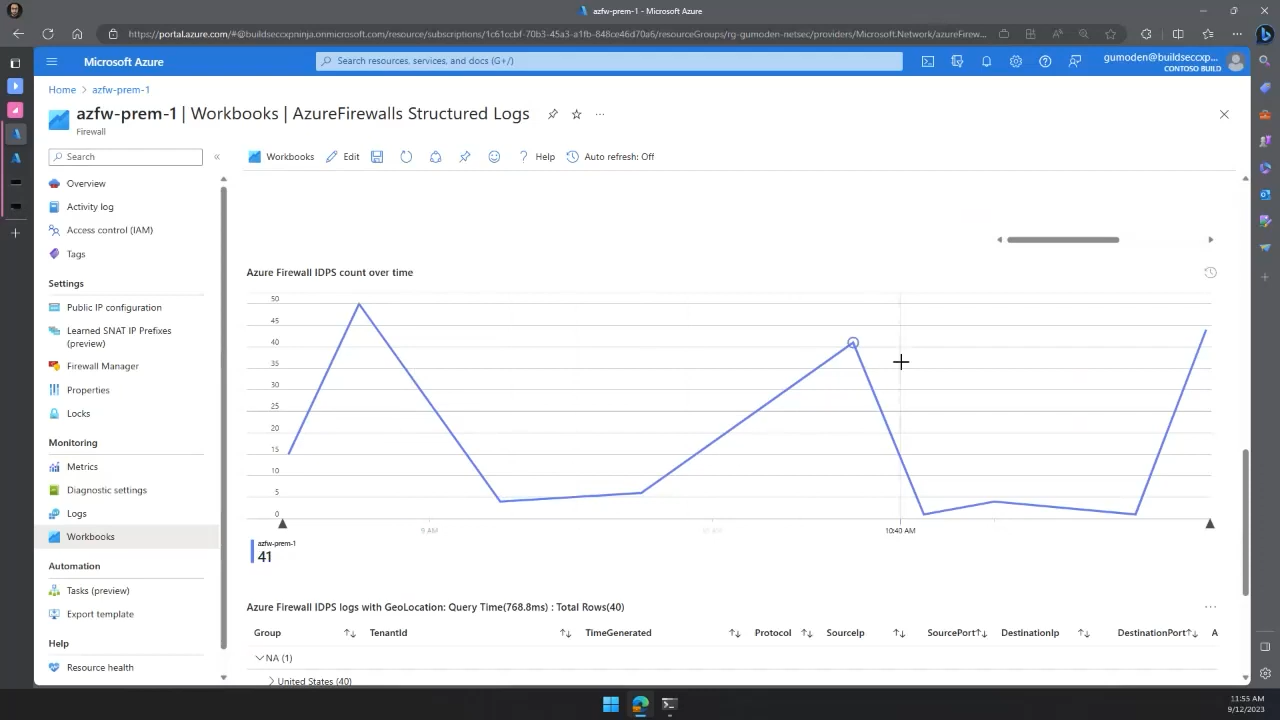 azfw-prem-1 - Microsoft Azure
https://portal.azure.com/#@buildseccxpninja.onmicrosoft.com/resource/subscriptions/1c61ccbf-70b3-45a3-a1fb-848ce46d70a6/resourceGroups/rg-gumoden-netsec/providers/Microsoft.Network/azureFirew...
Microsoft Azure
Search resources, services, and docs (G+/)
gumoden@buildseccxp...
CONTOSO BUILD
Home > azfw-prem-1
azfw-prem-1 | Workbooks | AzureFirewalls Structured Logs
Firewall
Search
Workbooks Edit Help Auto refresh: Off
Overview
Activity log
Access control (IAM)
Tags
Settings
Public IP configuration
Learned SNAT IP Prefixes
(preview)
Firewall Manager
Properties
Locks
Monitoring
Metrics
Diagnostic settings
Logs
Workbooks
Automation
Tasks (preview)
Export template
Help
Resource health
Azure Firewall IDPS count over time
50
45
40
35
30
25
20
15
10
5
0
9 AM
10:40 AM
azfw-prem-1
41
Azure Firewall IDPS logs with GeoLocation: Query Time(768.8ms) : Total Rows(40)
Group TenantId TimeGenerated Protocol SourceIp SourcePort DestinationIp DestinationPort A
NA (1)
United States (40)
11:55 AM
9/12/2023